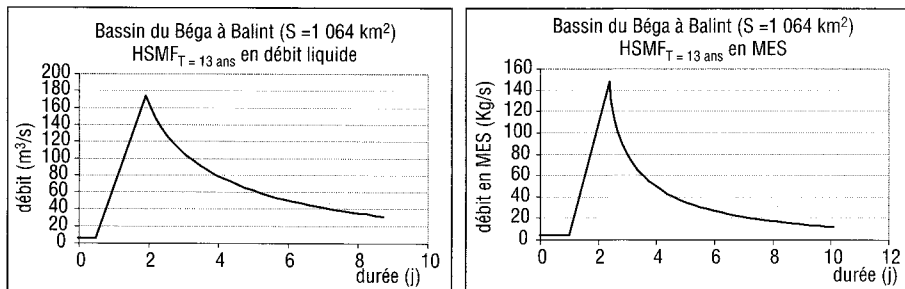 Bassin du Béga à Balint (S =1 064 km²)
HSMF T = 13 ans en débit liquide
débit (m³/s)
200
180
160
140
120
100
80
60
40
20
0
0 2 4 6 8 10
durée (j)
Bassin du Béga à Balint (S =1 064 km²)
HSMF T = 13 ans en MES
débit en MES (Kg/s)
160
140
120
100
80
60
40
20
0
0 2 4 6 8 10 12
durée (j)